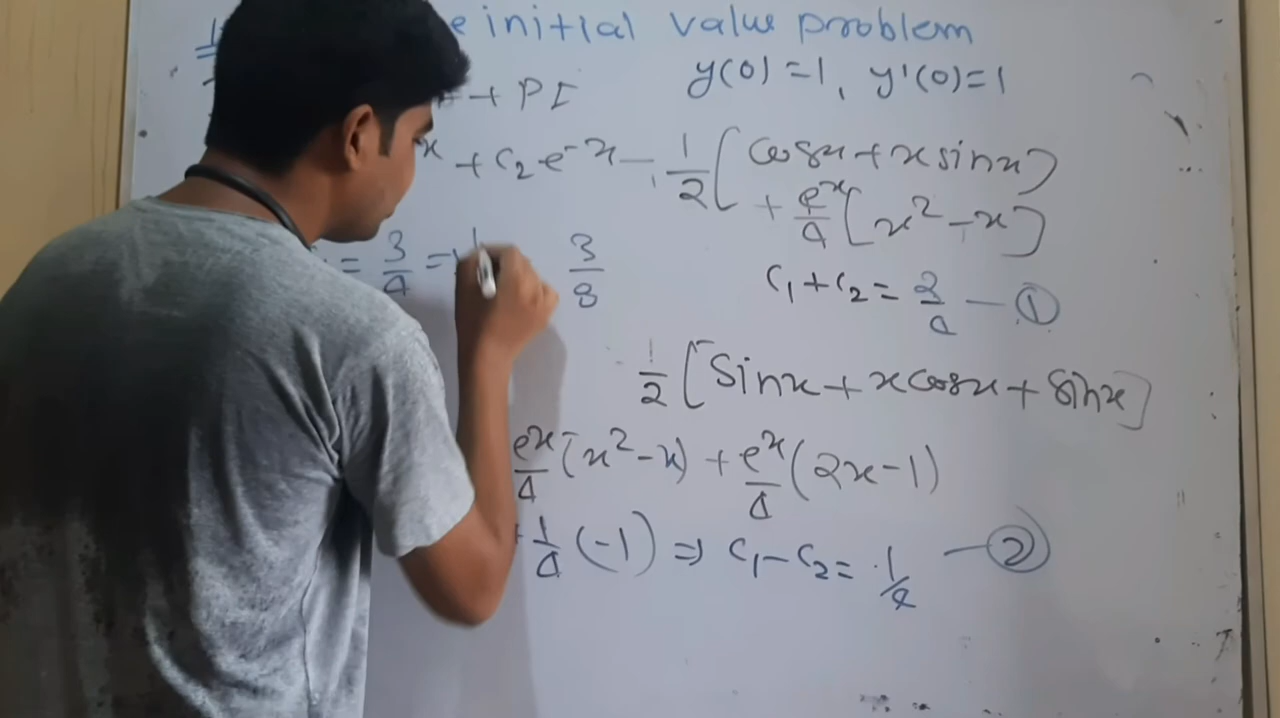 e initial value problem
+ PI y(0) = 1, y'(0) = 1
x + c₂e⁻ˣ - 1/2 [cosx + x sinx]
+ eˣ/4 [x² - x]
= 3/4 = 3/8 c₁ + c₂ = 3/4 — ①
1/2 [sinx + x cosx + sinx]
eˣ/4 (x² - x) + eˣ/4 (2x - 1)
1/4 (-1) ⇒ c₁ - c₂ = 1/4 — ②